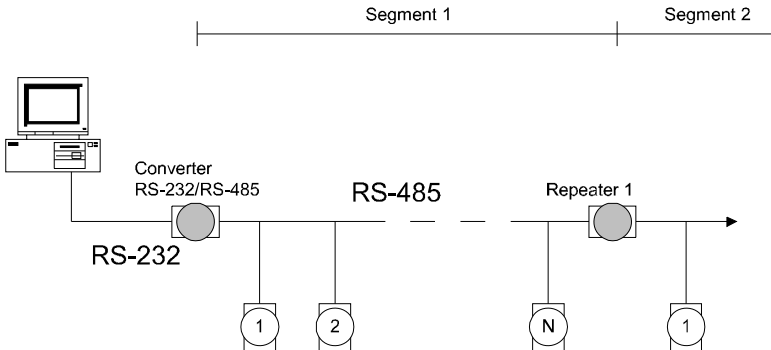 Segment 1
Segment 2
Converter
RS-232/RS-485
RS-485
Repeater 1
RS-232
1
2
N
1